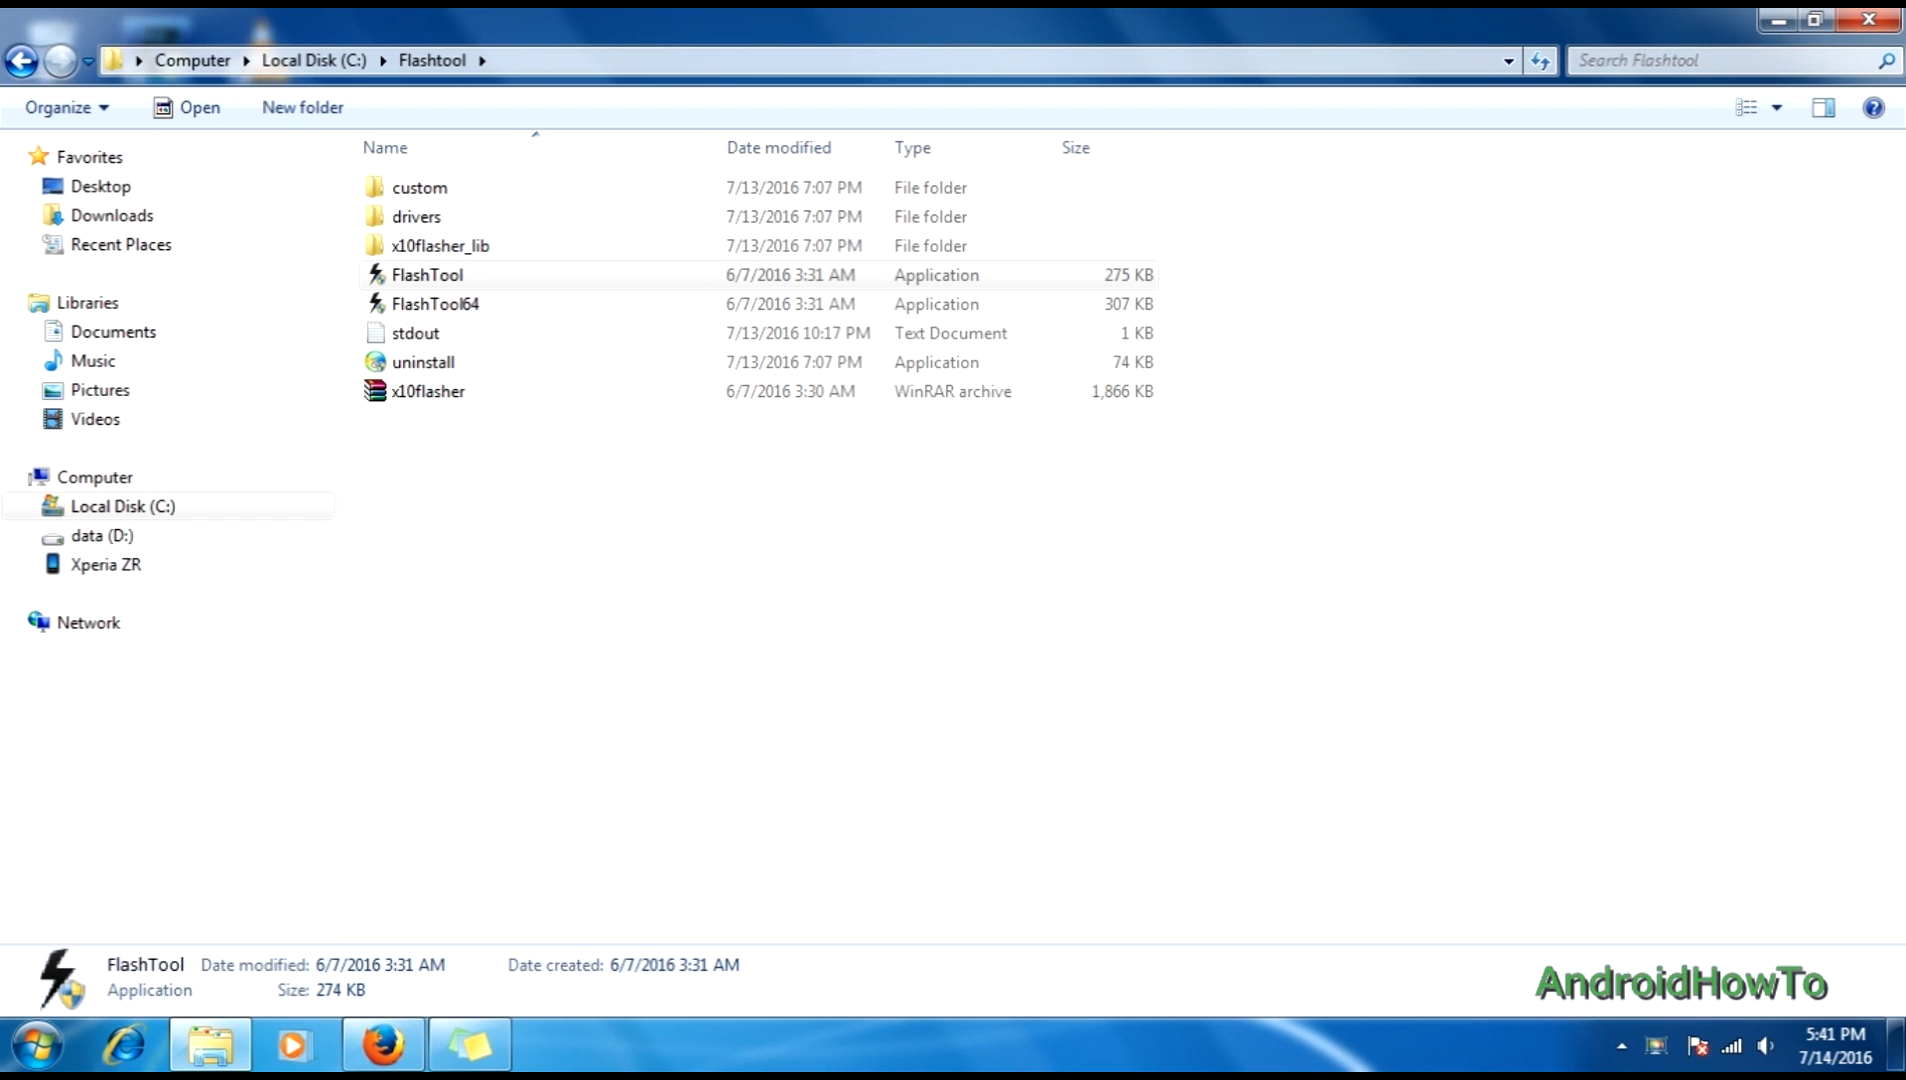 Computer Local Disk (C:) Flashtool
Search Flashtool
Organize Open New folder
Name Date modified Type Size
Favorites
Desktop
Downloads
Recent Places
Libraries
Documents
Music
Pictures
Videos
Computer
Local Disk (C:)
data (D:)
Xperia ZR
Network
custom 7/13/2016 7:07 PM File folder
drivers 7/13/2016 7:07 PM File folder
x10flasher_lib 7/13/2016 7:07 PM File folder
FlashTool 6/7/2016 3:31 AM Application 275 KB
FlashTool64 6/7/2016 3:31 AM Application 307 KB
stdout 7/13/2016 10:17 PM Text Document 1 KB
uninstall 7/13/2016 7:07 PM Application 74 KB
x10flasher 6/7/2016 3:30 AM WinRAR archive 1,866 KB
FlashTool Date modified: 6/7/2016 3:31 AM Date created: 6/7/2016 3:31 AM
Application Size: 274 KB
AndroidHowTo
5:41 PM
7/14/2016